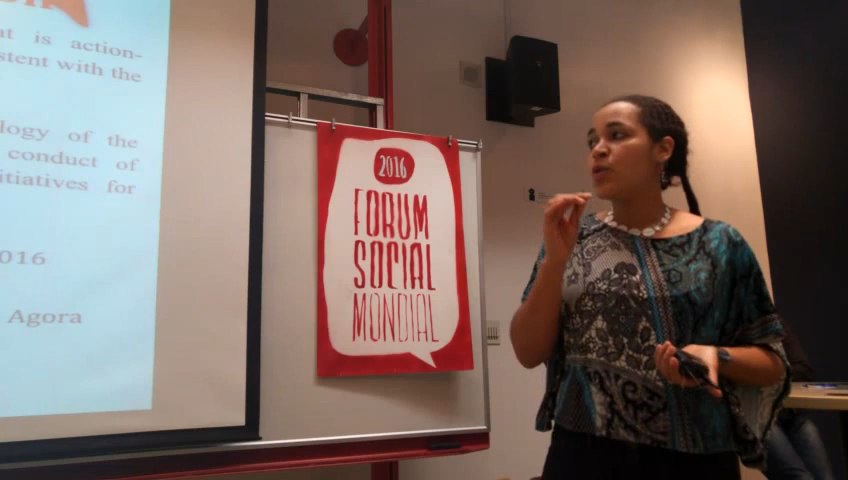 at is action-
stent with the
logy of the
conduct of
itiatives for
016
Agora
2016
FORUM
SOCIAL
MONDIAL